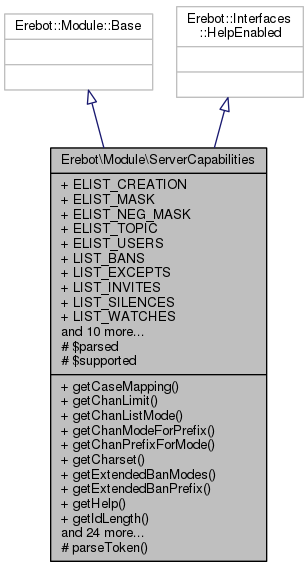 Erebot::Module::Base
Erebot::Interfaces
::HelpEnabled
Erebot\Module\ServerCapabilities
+ ELIST_CREATION
+ ELIST_MASK
+ ELIST_NEG_MASK
+ ELIST_TOPIC
+ ELIST_USERS
+ LIST_BANS
+ LIST_EXCEPTS
+ LIST_INVITES
+ LIST_SILENCES
+ LIST_WATCHES
and 10 more...
# $parsed
# $supported
+ getCaseMapping()
+ getChanLimit()
+ getChanListMode()
+ getChanModeForPrefix()
+ getChanPrefixForMode()
+ getCharset()
+ getExtendedBanModes()
+ getExtendedBanPrefix()
+ getHelp()
+ getIdLength()
and 24 more...
# parseToken()